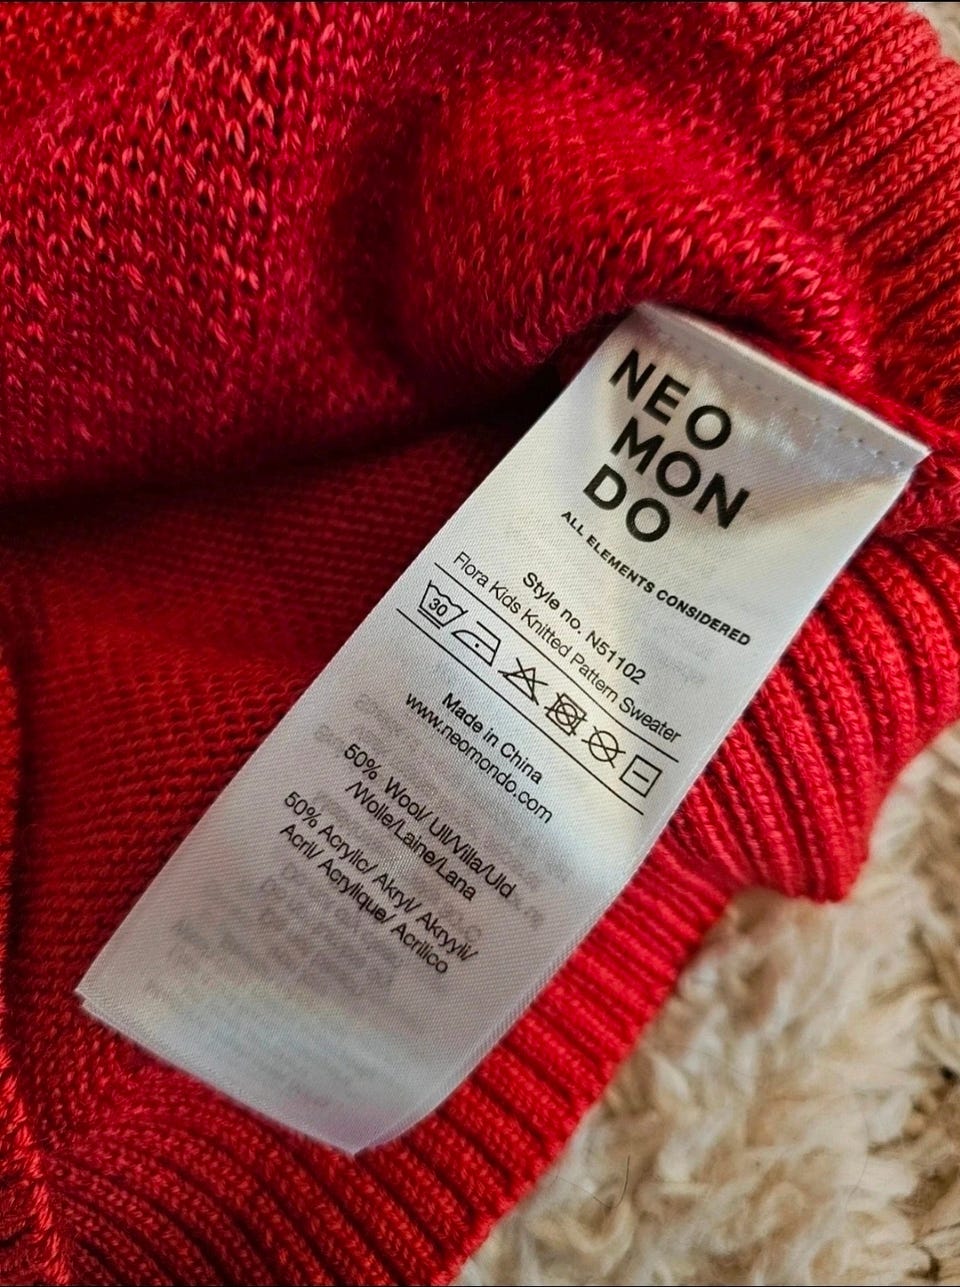 NEO
MON
DO
ALL ELEMENTS CONSIDERED
Style no. N51102
Flora Kids Knitted Pattern Sweater
30
Made in China
www.neomondo.com
50% Wool/ Ull/Villa/Uld
/Wolle/Laine/Lana
50% Acrylic/ Akryl/ Akryyli/
Acril/ Acrylique/ Acrilico